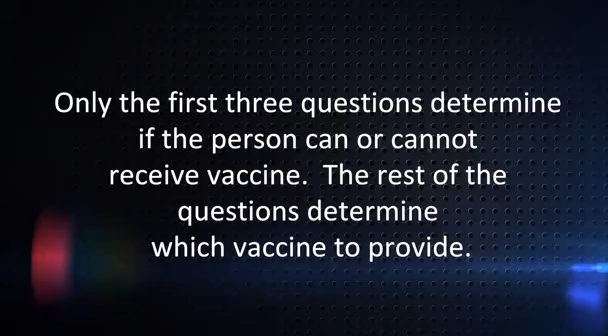 Only the first three questions determine
if the person can or cannot
receive vaccine.  The rest of the
questions determine
which vaccine to provide.